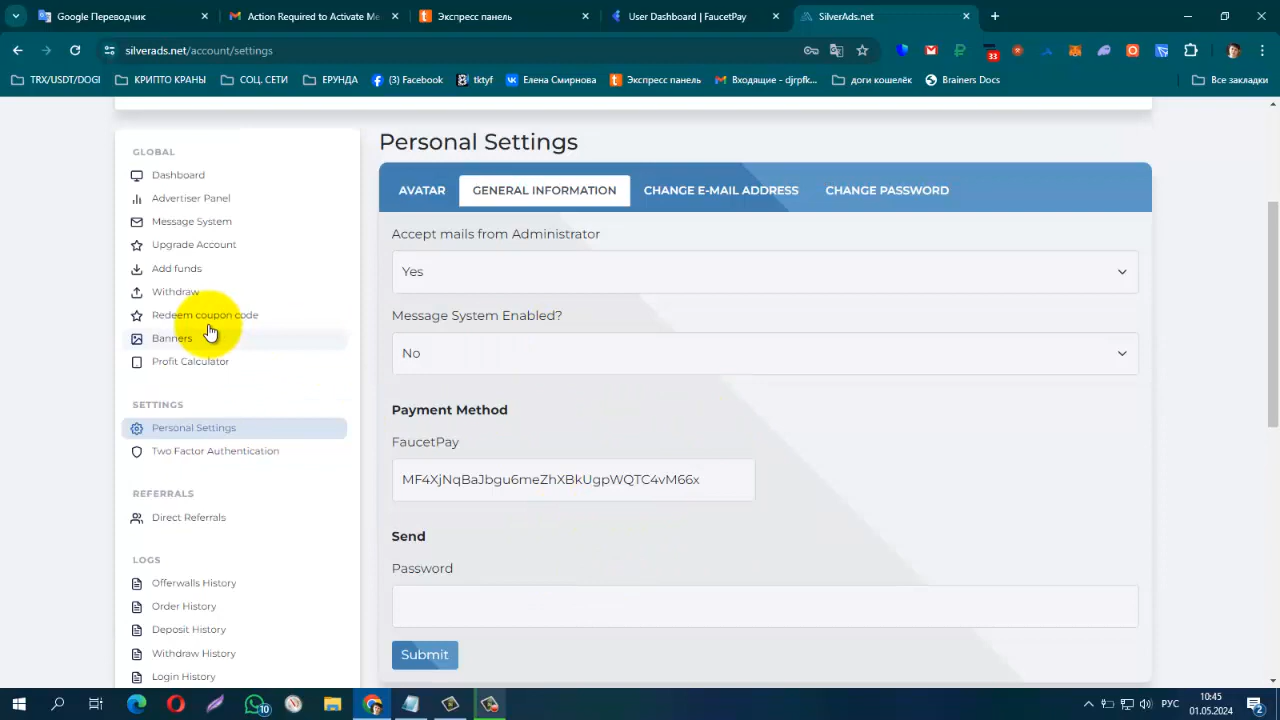 Google Переводчик
Action Required to Activate Me
Экспресс панель
User Dashboard | FaucetPay
SilverAds.net
silverads.net/account/settings
33
TRX/USDT/DOGI
КРИПТО КРАНЫ
СОЦ. СЕТИ
ЕРУНДА
(3) Facebook
tktyf
Елена Смирнова
Экспресс панель
Входящие - djrpfk...
доги кошелёк
Brainers Docs
Все закладки
GLOBAL
Dashboard
Advertiser Panel
Message System
Upgrade Account
Add funds
Withdraw
Redeem coupon code
Banners
Profit Calculator
SETTINGS
Personal Settings
Two Factor Authentication
REFERRALS
Direct Referrals
LOGS
Offerwalls History
Order History
Deposit History
Withdraw History
Login History
Personal Settings
AVATAR
GENERAL INFORMATION
CHANGE E-MAIL ADDRESS
CHANGE PASSWORD
Accept mails from Administrator
Yes
Message System Enabled?
No
Payment Method
FaucetPay
MF4XjNqBaJbgu6meZhXBkUgpWQTC4vM66x
Send
Password
Submit
10
РУС
10:45
01.05.2024
2